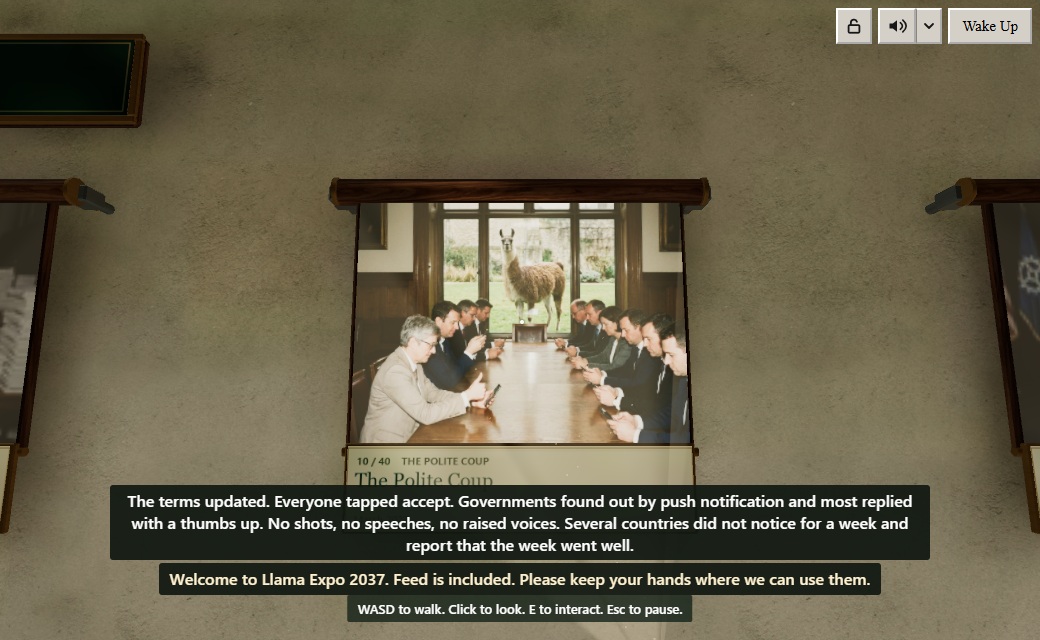 Wake Up
10 / 40 THE POLITE COUP
The Polite Coup
The terms updated. Everyone tapped accept. Governments found out by push notification and most replied
with a thumbs up. No shots, no speeches, no raised voices. Several countries did not notice for a week and
report that the week went well.
Welcome to Llama Expo 2037. Feed is included. Please keep your hands where we can use them.
WASD to walk. Click to look. E to interact. Esc to pause.